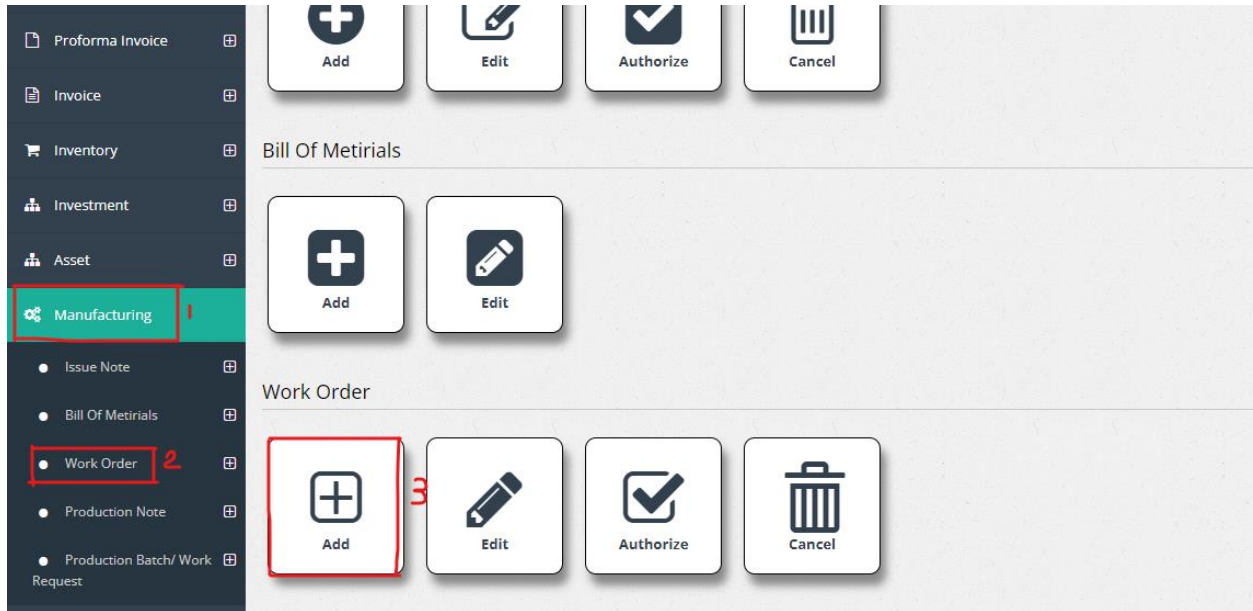 Proforma Invoice
Invoice
Inventory
Investment
Asset
Manufacturing 1
Issue Note
Bill Of Metirials
Work Order 2
Production Note
Production Batch/ Work
Request
Add Edit Authorize Cancel
Bill Of Metirials
Add Edit
Work Order
3
Add Edit Authorize Cancel